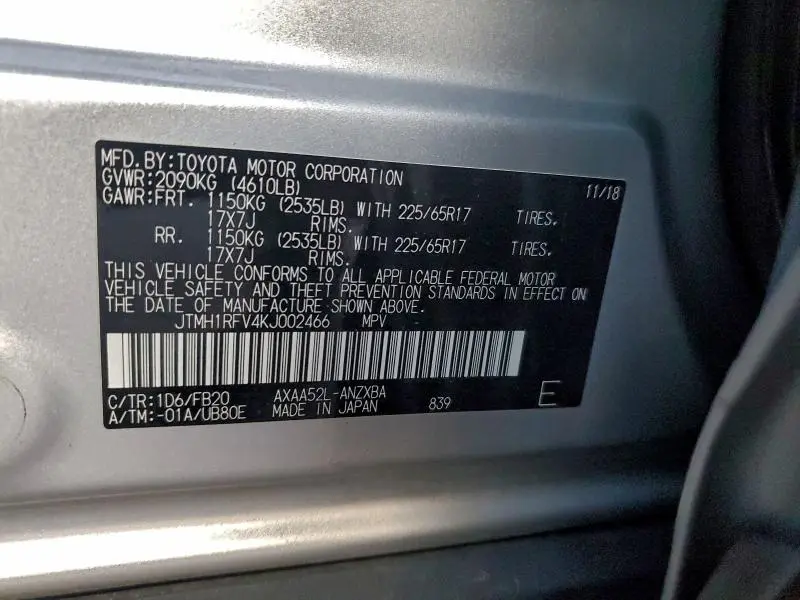 MFD. BY: TOYOTA MOTOR CORPORATION 11/18
GVWR: 2090KG (4610LB)
GAWR: FRT. 1150KG (2535LB) WITH 225/65R17 TIRES.
17X7J RIMS.
RR. 1150KG (2535LB) WITH 225/65R17 TIRES.
17X7J RIMS.
THIS VEHICLE CONFORMS TO ALL APPLICABLE FEDERAL MOTOR
VEHICLE SAFETY AND THEFT PREVENTION STANDARDS IN EFFECT ON
THE DATE OF MANUFACTURE SHOWN ABOVE.
JTMH1RFV4KJ002466 MPV
C/TR: 1D6/FB20 AXAA52L-ANZXBA
A/TM: -01A/UB80E MADE IN JAPAN 839 E